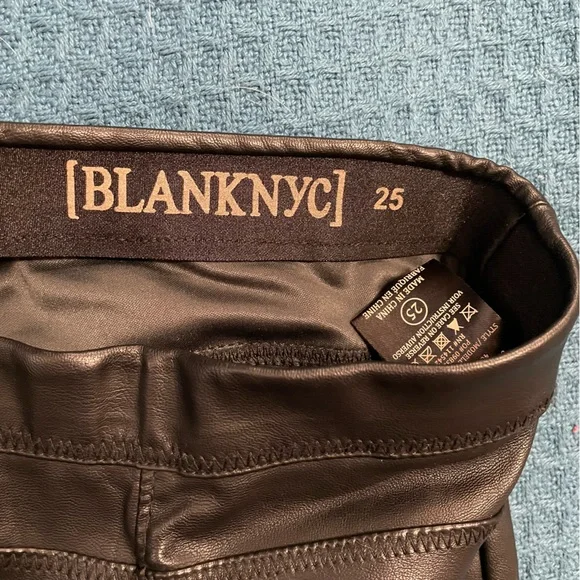 [BLANKNYC] 25
MADE IN CHINA
FABRIQUE EN CHINE
25
SEE CARE ON REVERSE
VOIR INSTRUCTION AU VERSO